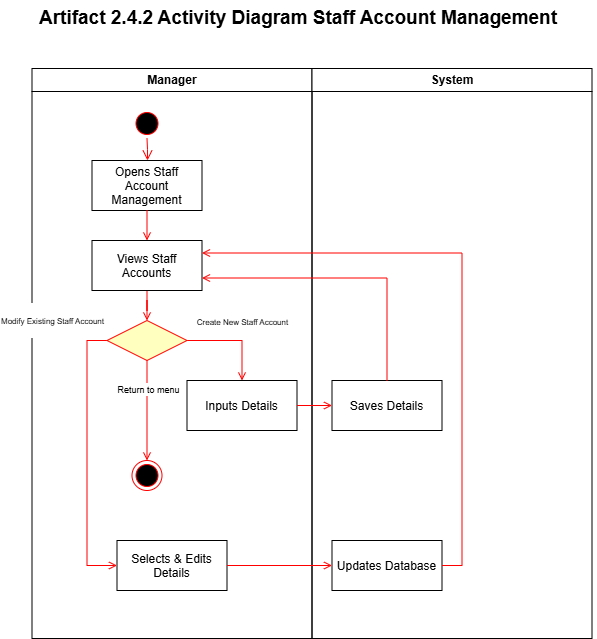 Artifact 2.4.2 Activity Diagram Staff Account Management
Manager
System
Opens Staff
Account
Management
Views Staff
Accounts
Modify Existing Staff Account
Create New Staff Account
Return to menu
Inputs Details
Saves Details
Selects & Edits
Details
Updates Database